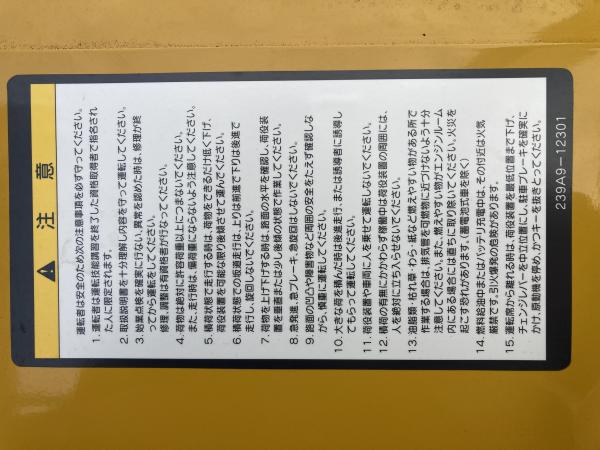 注意
運転者は安全のため次の注意事項を必ず守ってください。
1. 運転者は運転技能講習を終了した資格取得者で指名され
た人に限定されます。
2. 取扱説明書を十分理解し内容を守って運転してください。
3. 始業点検を確実に行ない、異常を認めた時は、修理が終
ってから運転をしてください。
修理、調整は有資格者が行なってください。
4. 荷物は絶対に許容荷重以上につまないでください。
また、走行時は、偏荷重にならないよう注意してください。
5. 積荷状態で走行する時は、荷物をできるだけ低く下げ、
荷役装置を可能な限り後傾させて運んでください。
6. 積荷状態での坂道走行は、上りは前進で下りは後進で
走行し、旋回しないでください。
7. 荷物を上げ下げする時は、路面の水平を確認し、荷役装
置を垂直または少し後傾の状態で作業してください。
8. 急発進、急ブレーキ、急旋回はしないでください。
9. 路面の凹凸や障害物など周囲の安全をたえず確認しな
がら、慎重に運転してください。
10. 大きな荷を積んだ時は後進走行、または誘導者に誘導し
てもらって運転してください。
11. 荷役装置や車両に人を乗せて運転しないでください。
12. 積荷の有無にかかわらず稼働中は荷役装置の周囲には、
人を絶対に立ち入らせないでください。
13. 油脂類・枯れ草・わら・紙など燃えやすい物がある所で
作業する場合は、排気管を可燃物に近づけないよう十分
注意してください。また、燃えやすい物がエンジンルーム
内にある場合には直ちに取り除いてください。火災を
起こす恐れがあります。(蓄電池式車を除く)
14. 燃料給油中またはバッテリ充電中は、その付近は火気
厳禁です。引火爆発の危険があります。
15. 運転席から離れる時は、荷役装置を最低位置まで下げ、
チェンジレバーを中立位置にし、駐車ブレーキを確実に
かけ、原動機を停め、かつキーを抜きとってください。
239A9-12301